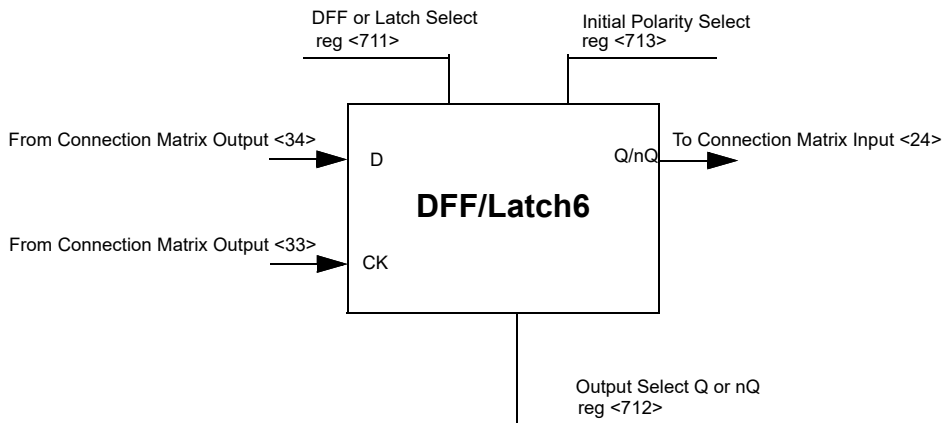 DFF or Latch Select
reg <711>
Initial Polarity Select
reg <713>
From Connection Matrix Output <34>
D
Q/nQ
To Connection Matrix Input <24>
DFF/Latch6
From Connection Matrix Output <33>
CK
Output Select Q or nQ
reg <712>